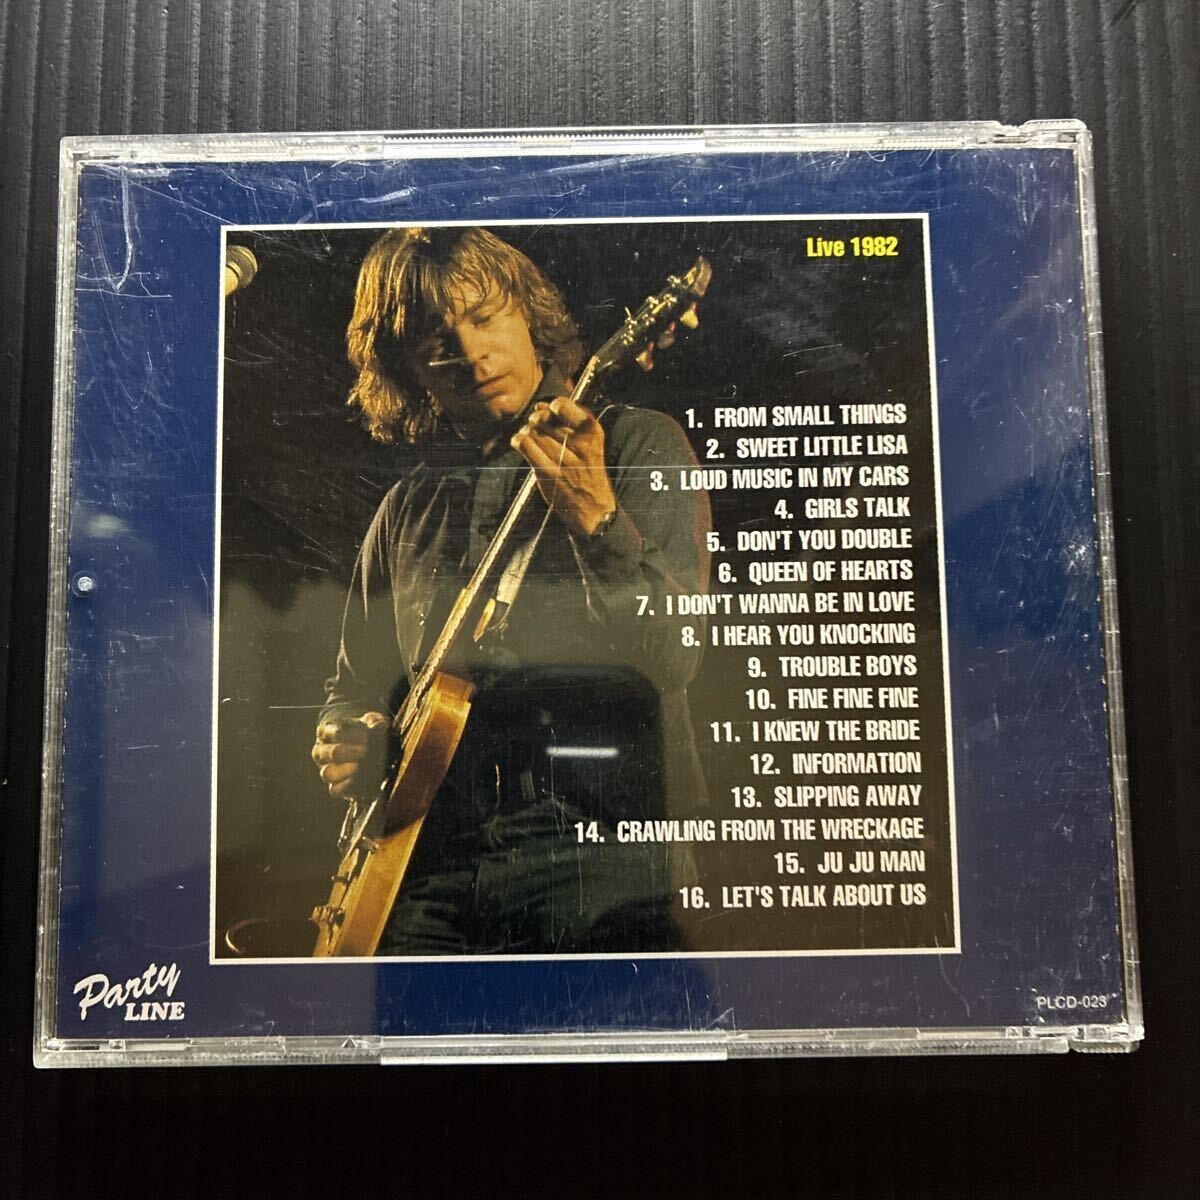 Live 1982
1. FROM SMALL THINGS
2. SWEET LITTLE LISA
3. LOUD MUSIC IN MY CARS
4. GIRLS TALK
5. DON'T YOU DOUBLE
6. QUEEN OF HEARTS
7. I DON'T WANNA BE IN LOVE
8. I HEAR YOU KNOCKING
9. TROUBLE BOYS
10. FINE FINE FINE
11. I KNEW THE BRIDE
12. INFORMATION
13. SLIPPING AWAY
14. CRAWLING FROM THE WRECKAGE
15. JU JU MAN
16. LET'S TALK ABOUT US
Party
LINE
PLCD-023